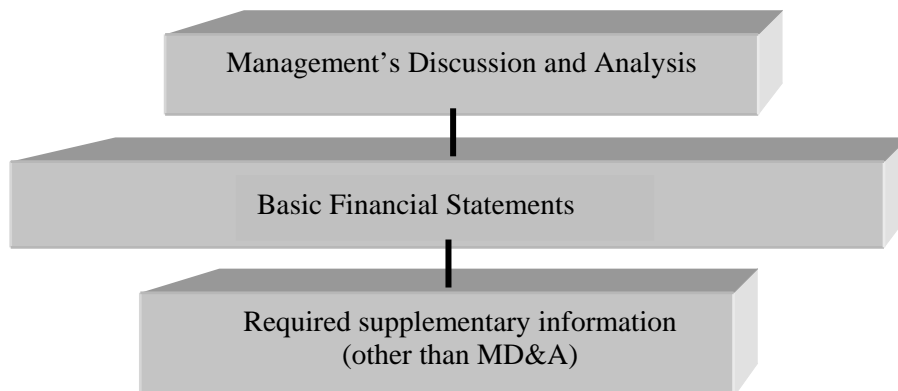 Management’s Discussion and Analysis
Basic Financial Statements
Required supplementary information
(other than MD&A)